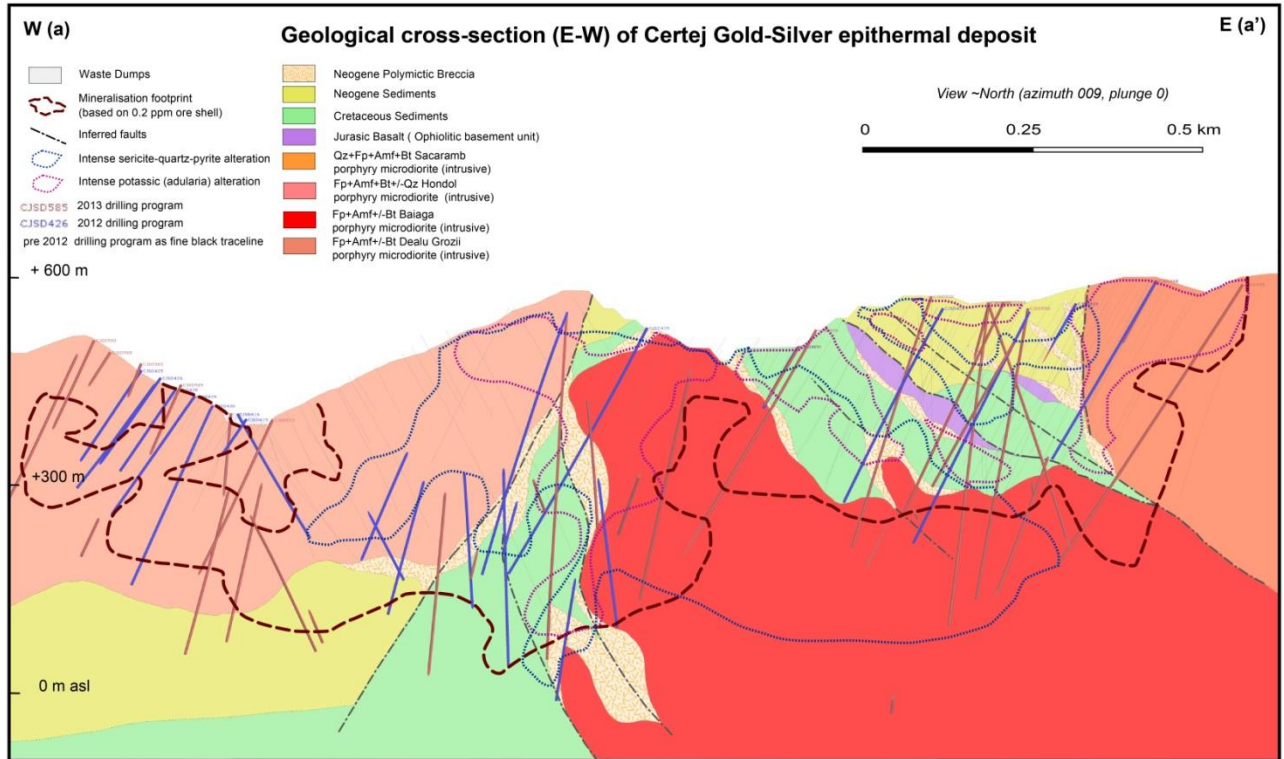 W (a)
Geological cross-section (E-W) of Certej Gold-Silver epithermal deposit
E (a')
Waste Dumps
Mineralisation footprint
(based on 0.2 ppm ore shell)
Inferred faults
Intense sericite-quartz-pyrite alteration
Intense potassic (adularia) alteration
CJSD585 2013 drilling program
CJSD426 2012 drilling program
pre 2012 drilling program as fine black traceline
Neogene Polymictic Breccia
Neogene Sediments
Cretaceous Sediments
Jurasic Basalt ( Ophiolitic basement unit)
Qz+Fp+Amf+Bt Sacaramb
porphyry microdiorite (intrusive)
Fp+Amf+Bt+/-Qz Hondol
porphyry microdiorite (intrusive)
Fp+Amf+/-Bt Baiaga
porphyry microdiorite (intrusive)
Fp+Amf+/-Bt Dealu Grozii
porphyry microdiorite (intrusive)
View ~North (azimuth 009, plunge 0)
0 0.25 0.5 km
+ 600 m
+300 m
0 m asl